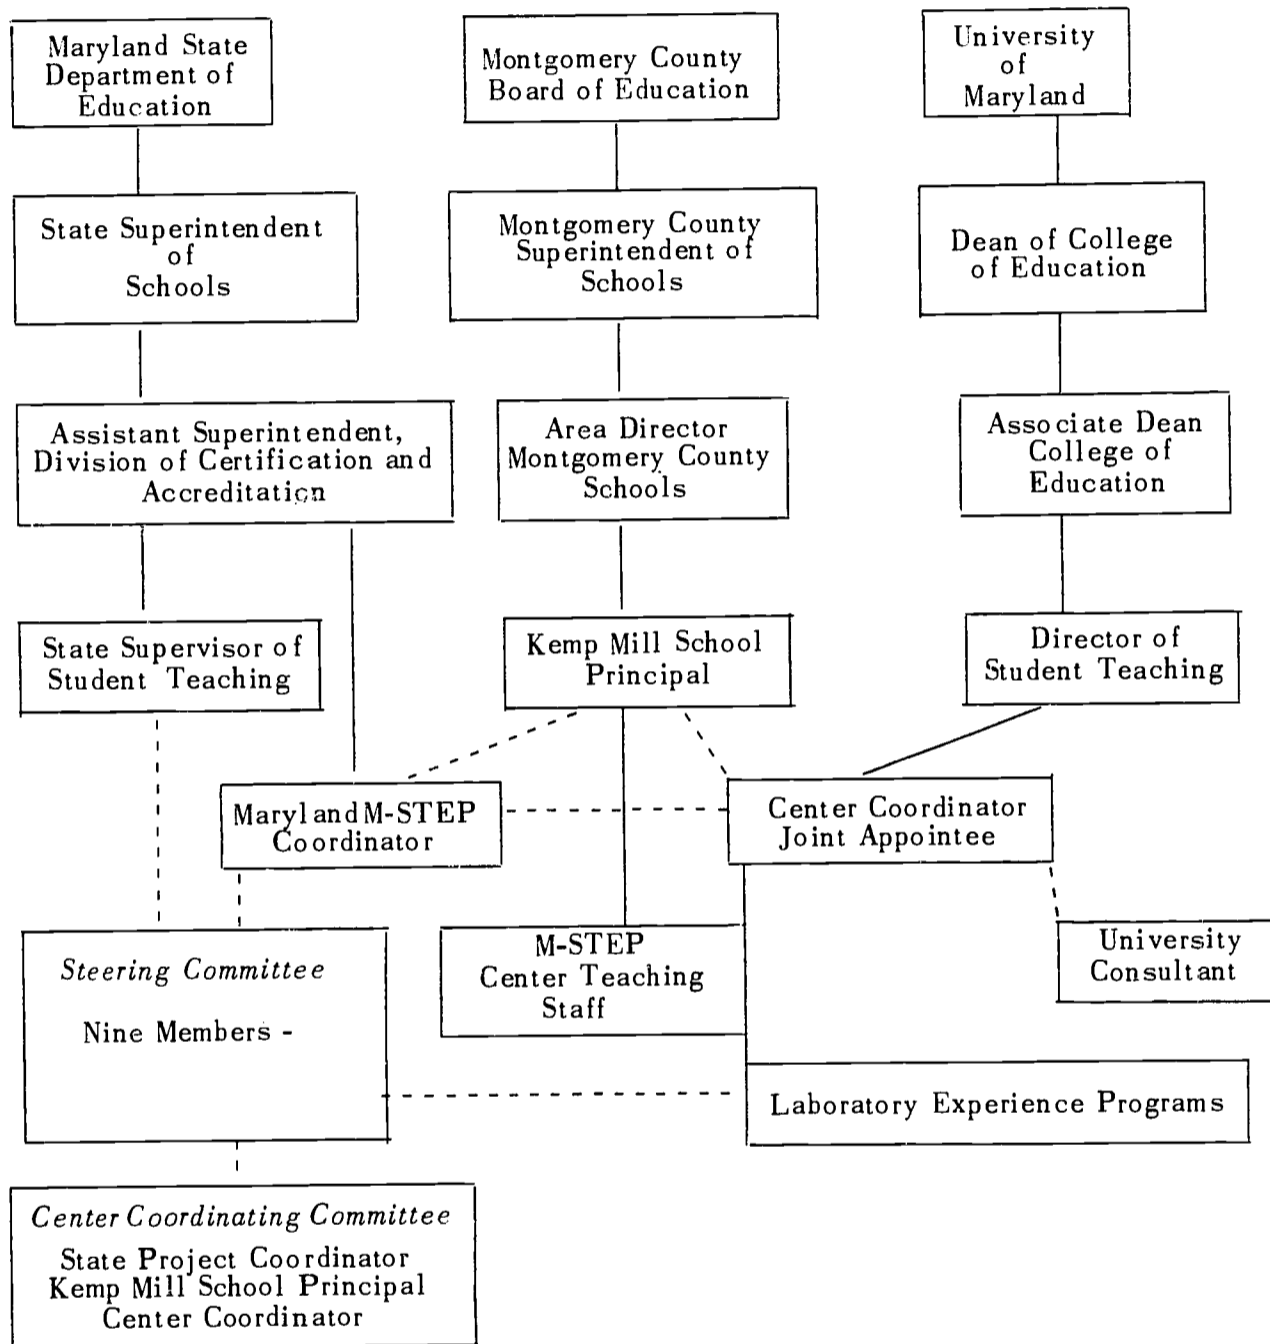 Maryland State
Department of
Education
Montgomery County
Board of Education
University
of
Maryland
State Superintendent
of
Schools
Montgomery County
Superintendent of
Schools
Dean of College
of Education
Assistant Superintendent,
Division of Certification and
Accreditation
Area Director
Montgomery County
Schools
Associate Dean
College of
Education
State Supervisor of
Student Teaching
Kemp Mill School
Principal
Director of
Student Teaching
Maryland M-STEP
Coordinator
Center Coordinator
Joint Appointee
Steering Committee
Nine Members -
M-STEP
Center Teaching
Staff
University
Consultant
Laboratory Experience Programs
Center Coordinating Committee
State Project Coordinator
Kemp Mill School Principal
Center Coordinator